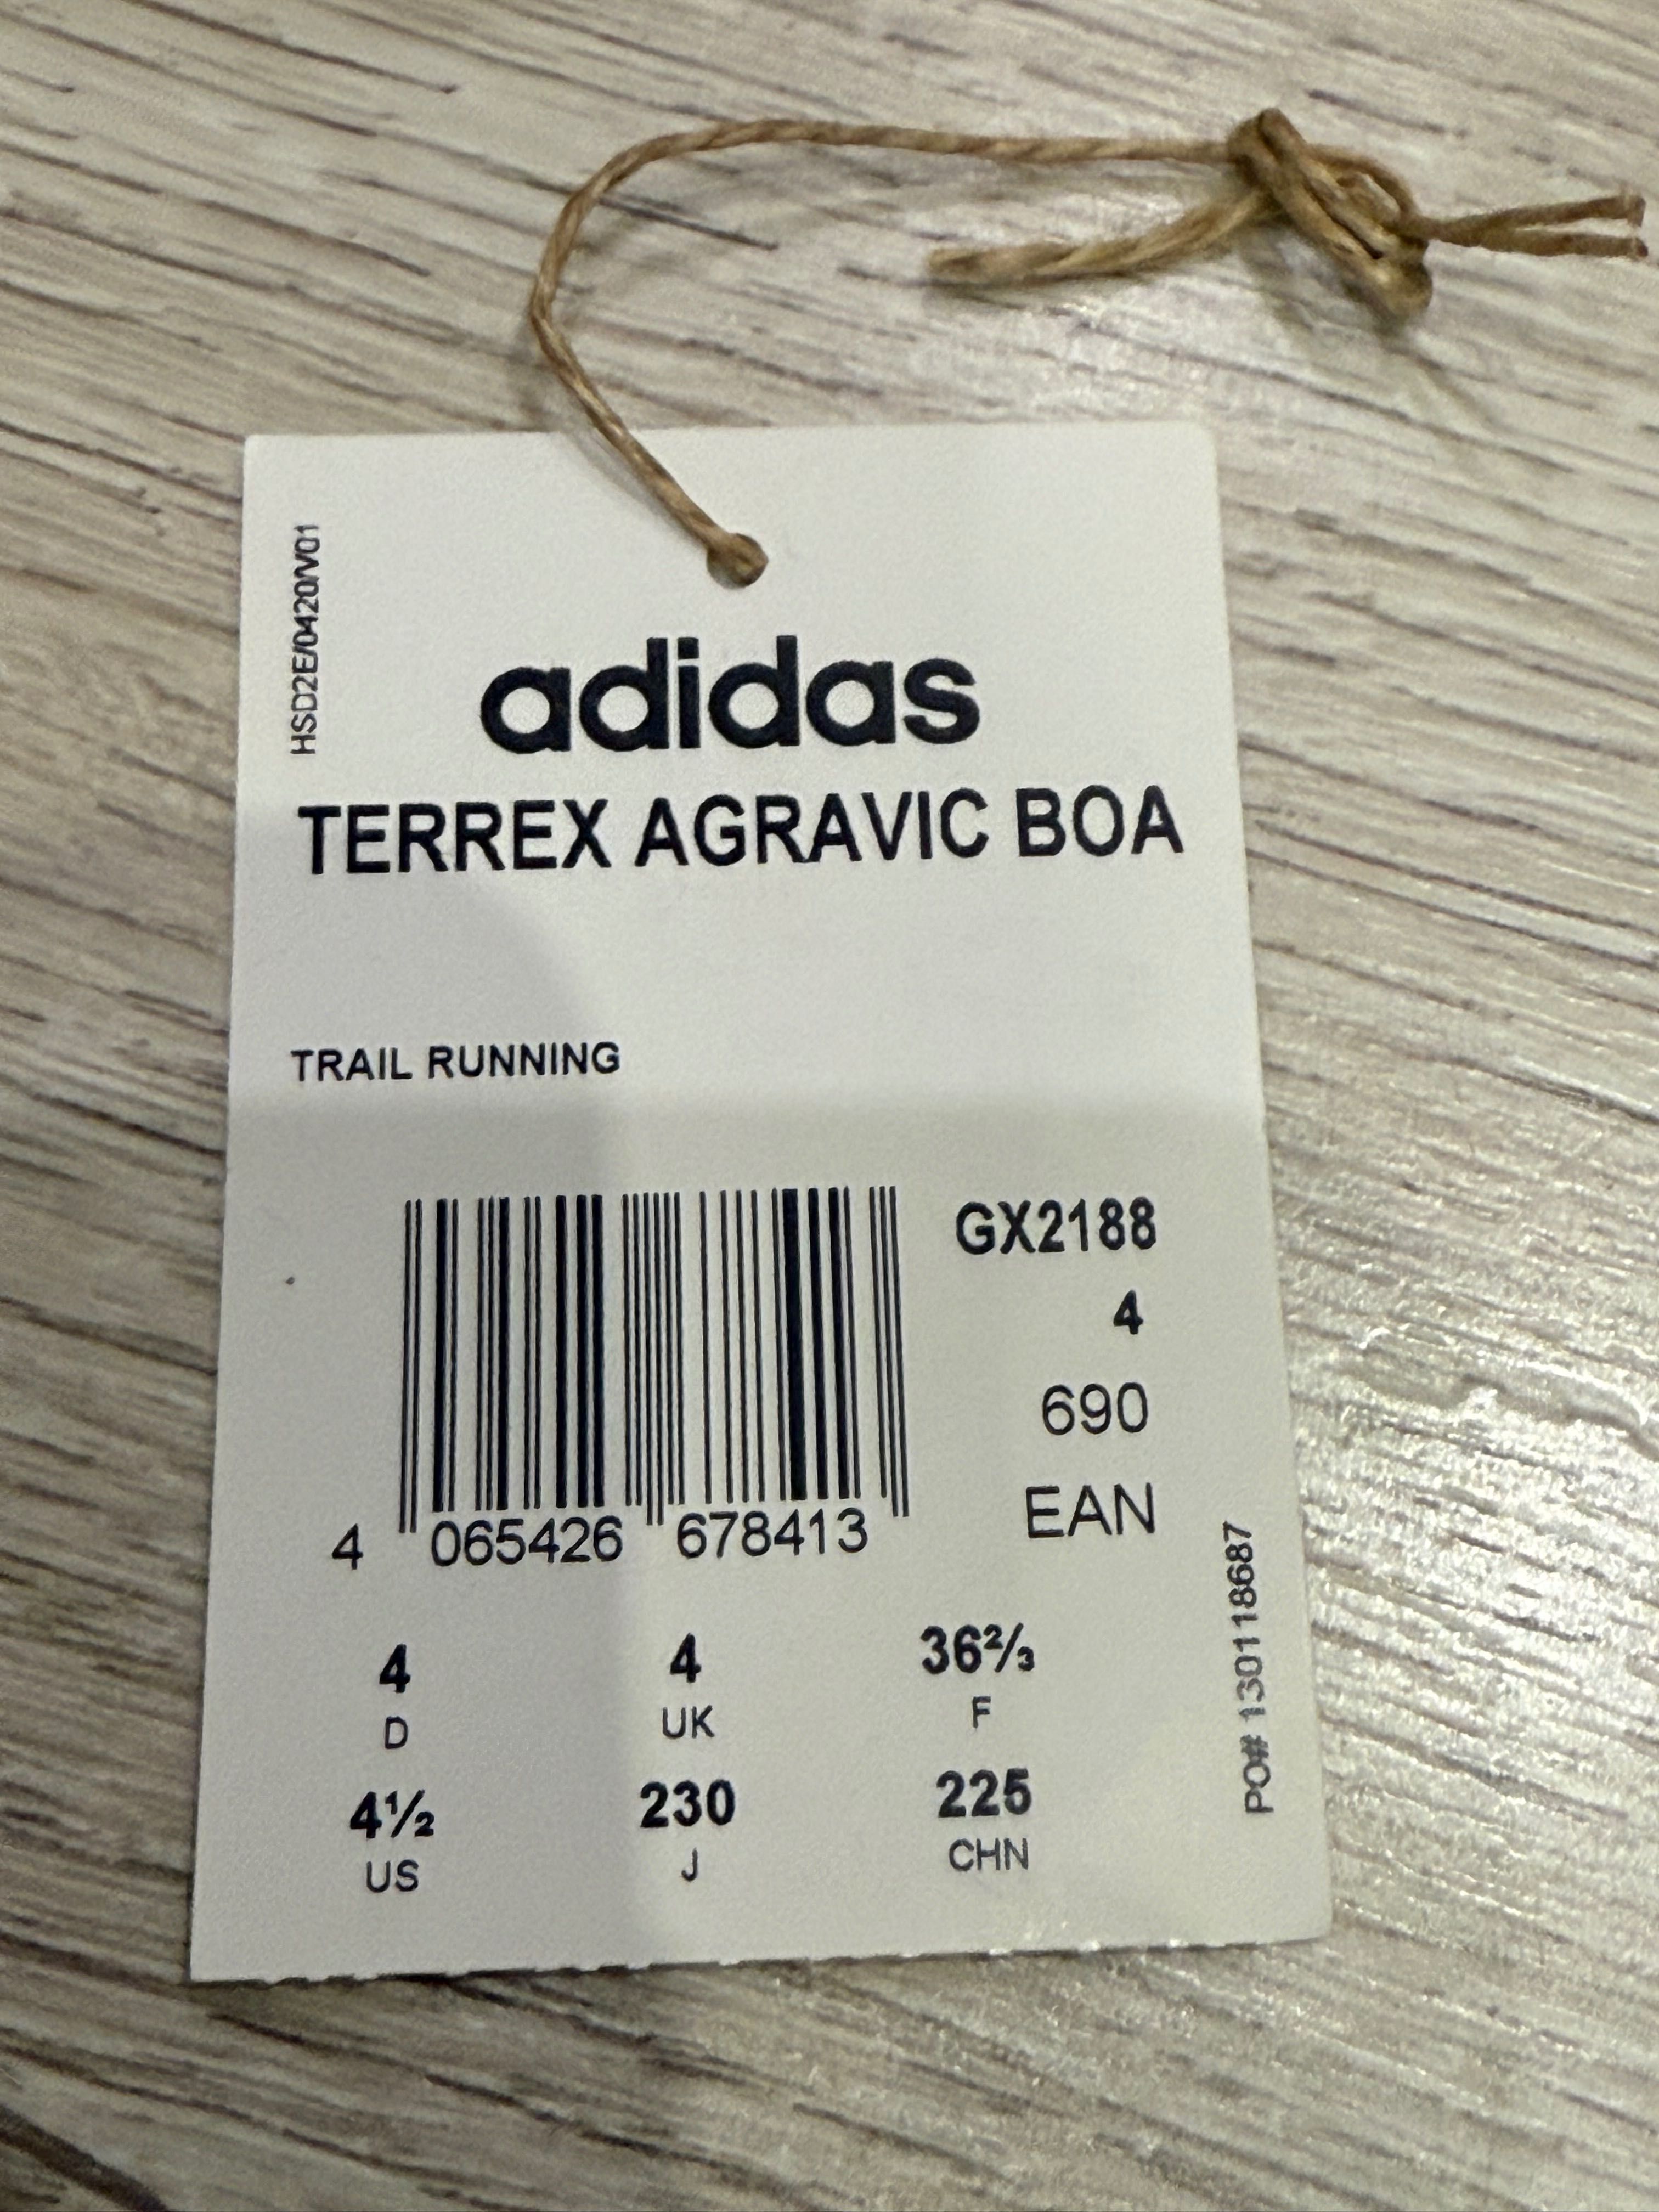 HSD2E/0420/V01
adidas
TERREX AGRAVIC BOA
TRAIL RUNNING
GX2188
4
690
EAN
4 065426 678413
4 4 36⅔
D UK F
4½ 230 225
US J CHN
PO# 130118687